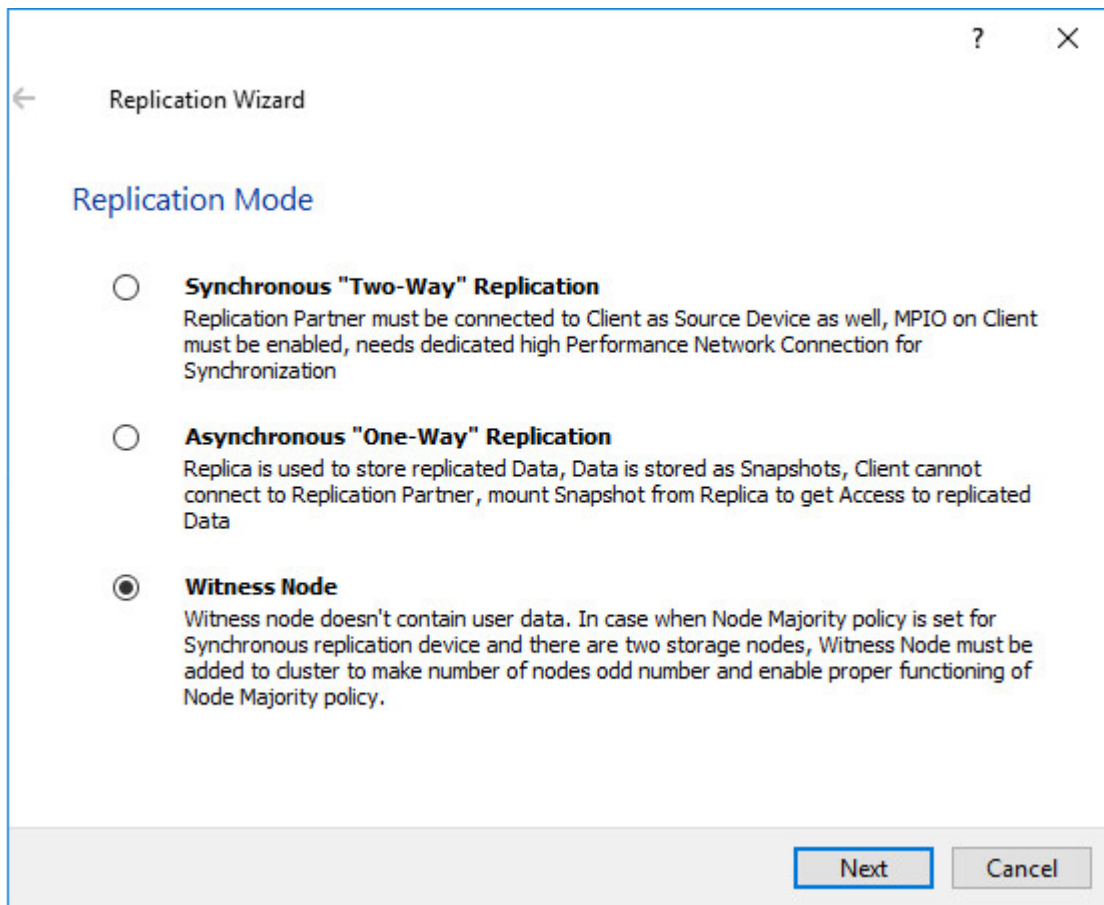 ?
Replication Wizard
Replication Mode
Synchronous "Two-Way" Replication
Replication Partner must be connected to Client as Source Device as well, MPIO on Client
must be enabled, needs dedicated high Performance Network Connection for
Synchronization
Asynchronous "One-Way" Replication
Replica is used to store replicated Data, Data is stored as Snapshots, Client cannot
connect to Replication Partner, mount Snapshot from Replica to get Access to replicated
Data
Witness Node
Witness node doesn't contain user data. In case when Node Majority policy is set for
Synchronous replication device and there are two storage nodes, Witness Node must be
added to cluster to make number of nodes odd number and enable proper functioning of
Node Majority policy.
Next Cancel